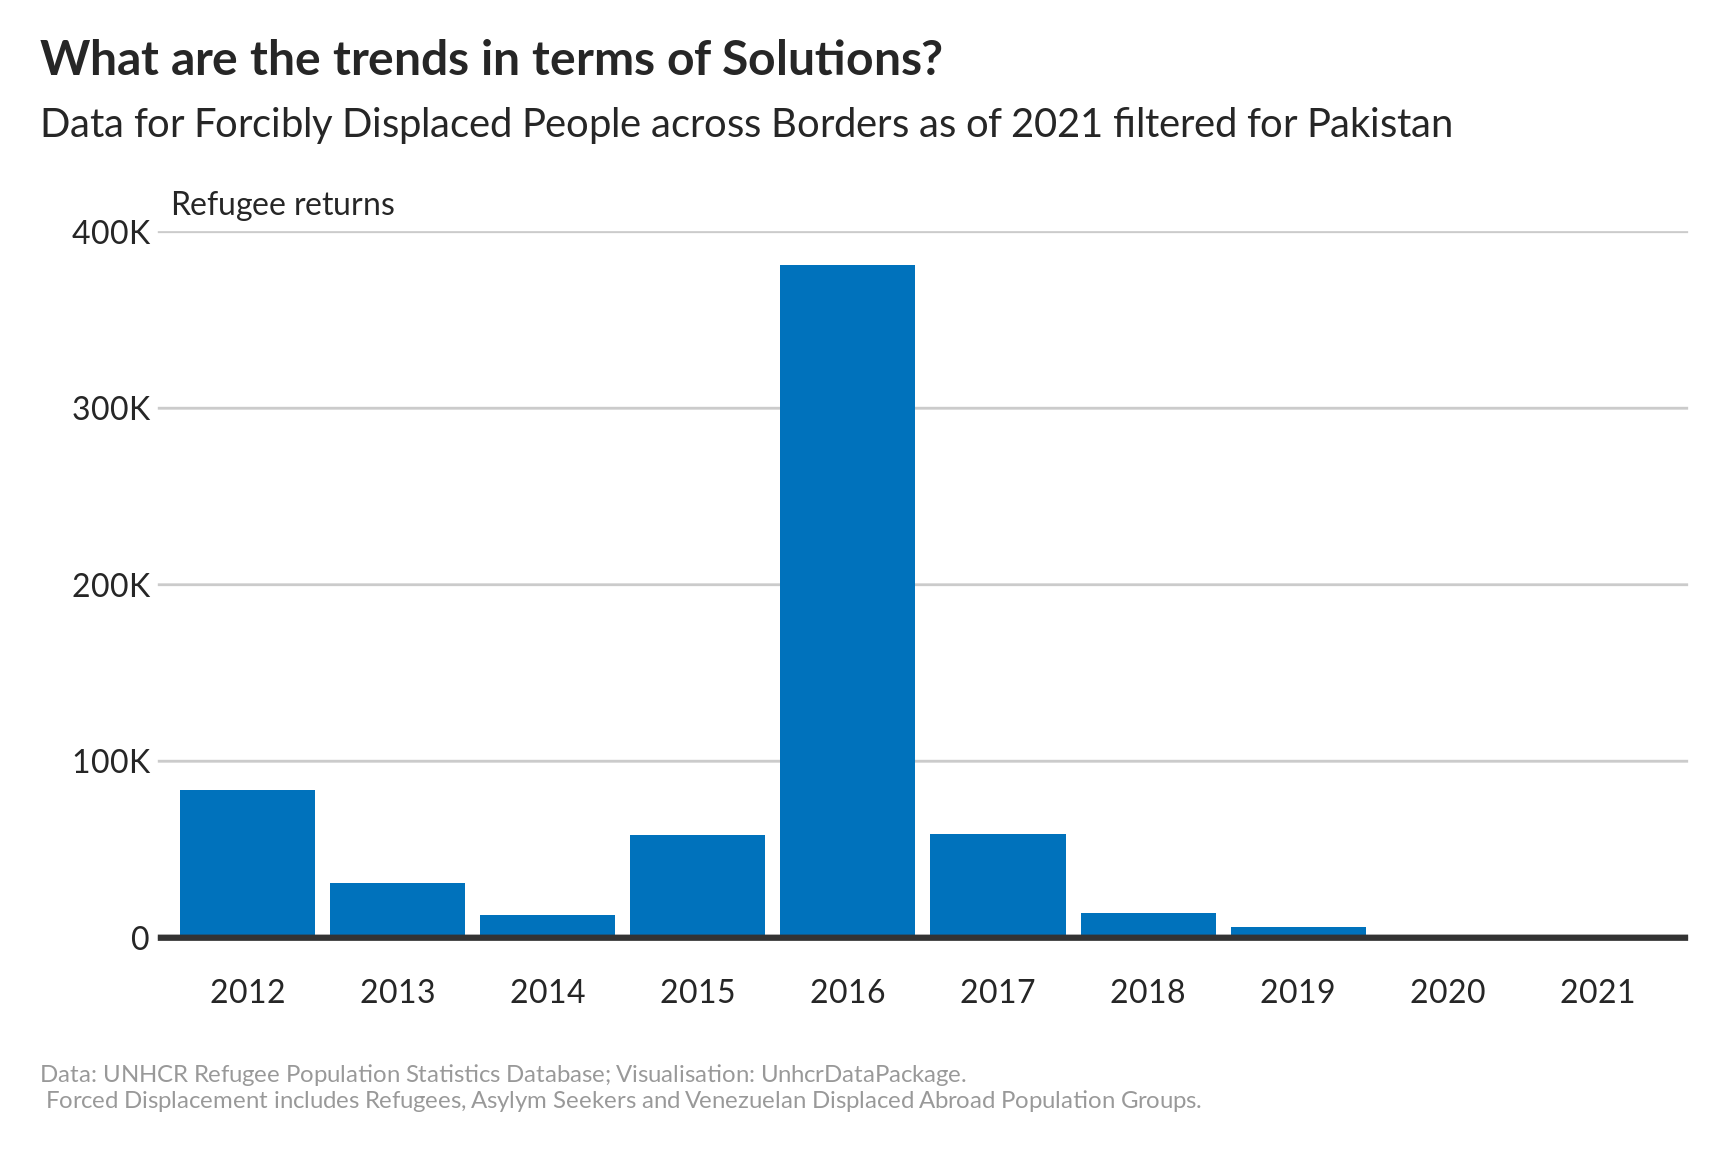 What are the trends in terms of Solutions?
Data for Forcibly Displaced People across Borders as of 2021 filtered for Pakistan
Refugee returns
400K
300K
200K
100K
0
2012 2013 2014 2015 2016 2017 2018 2019 2020 2021
Data: UNHCR Refugee Population Statistics Database; Visualisation: UnhcrDataPackage.
Forced Displacement includes Refugees, Asylym Seekers and Venezuelan Displaced Abroad Population Groups.